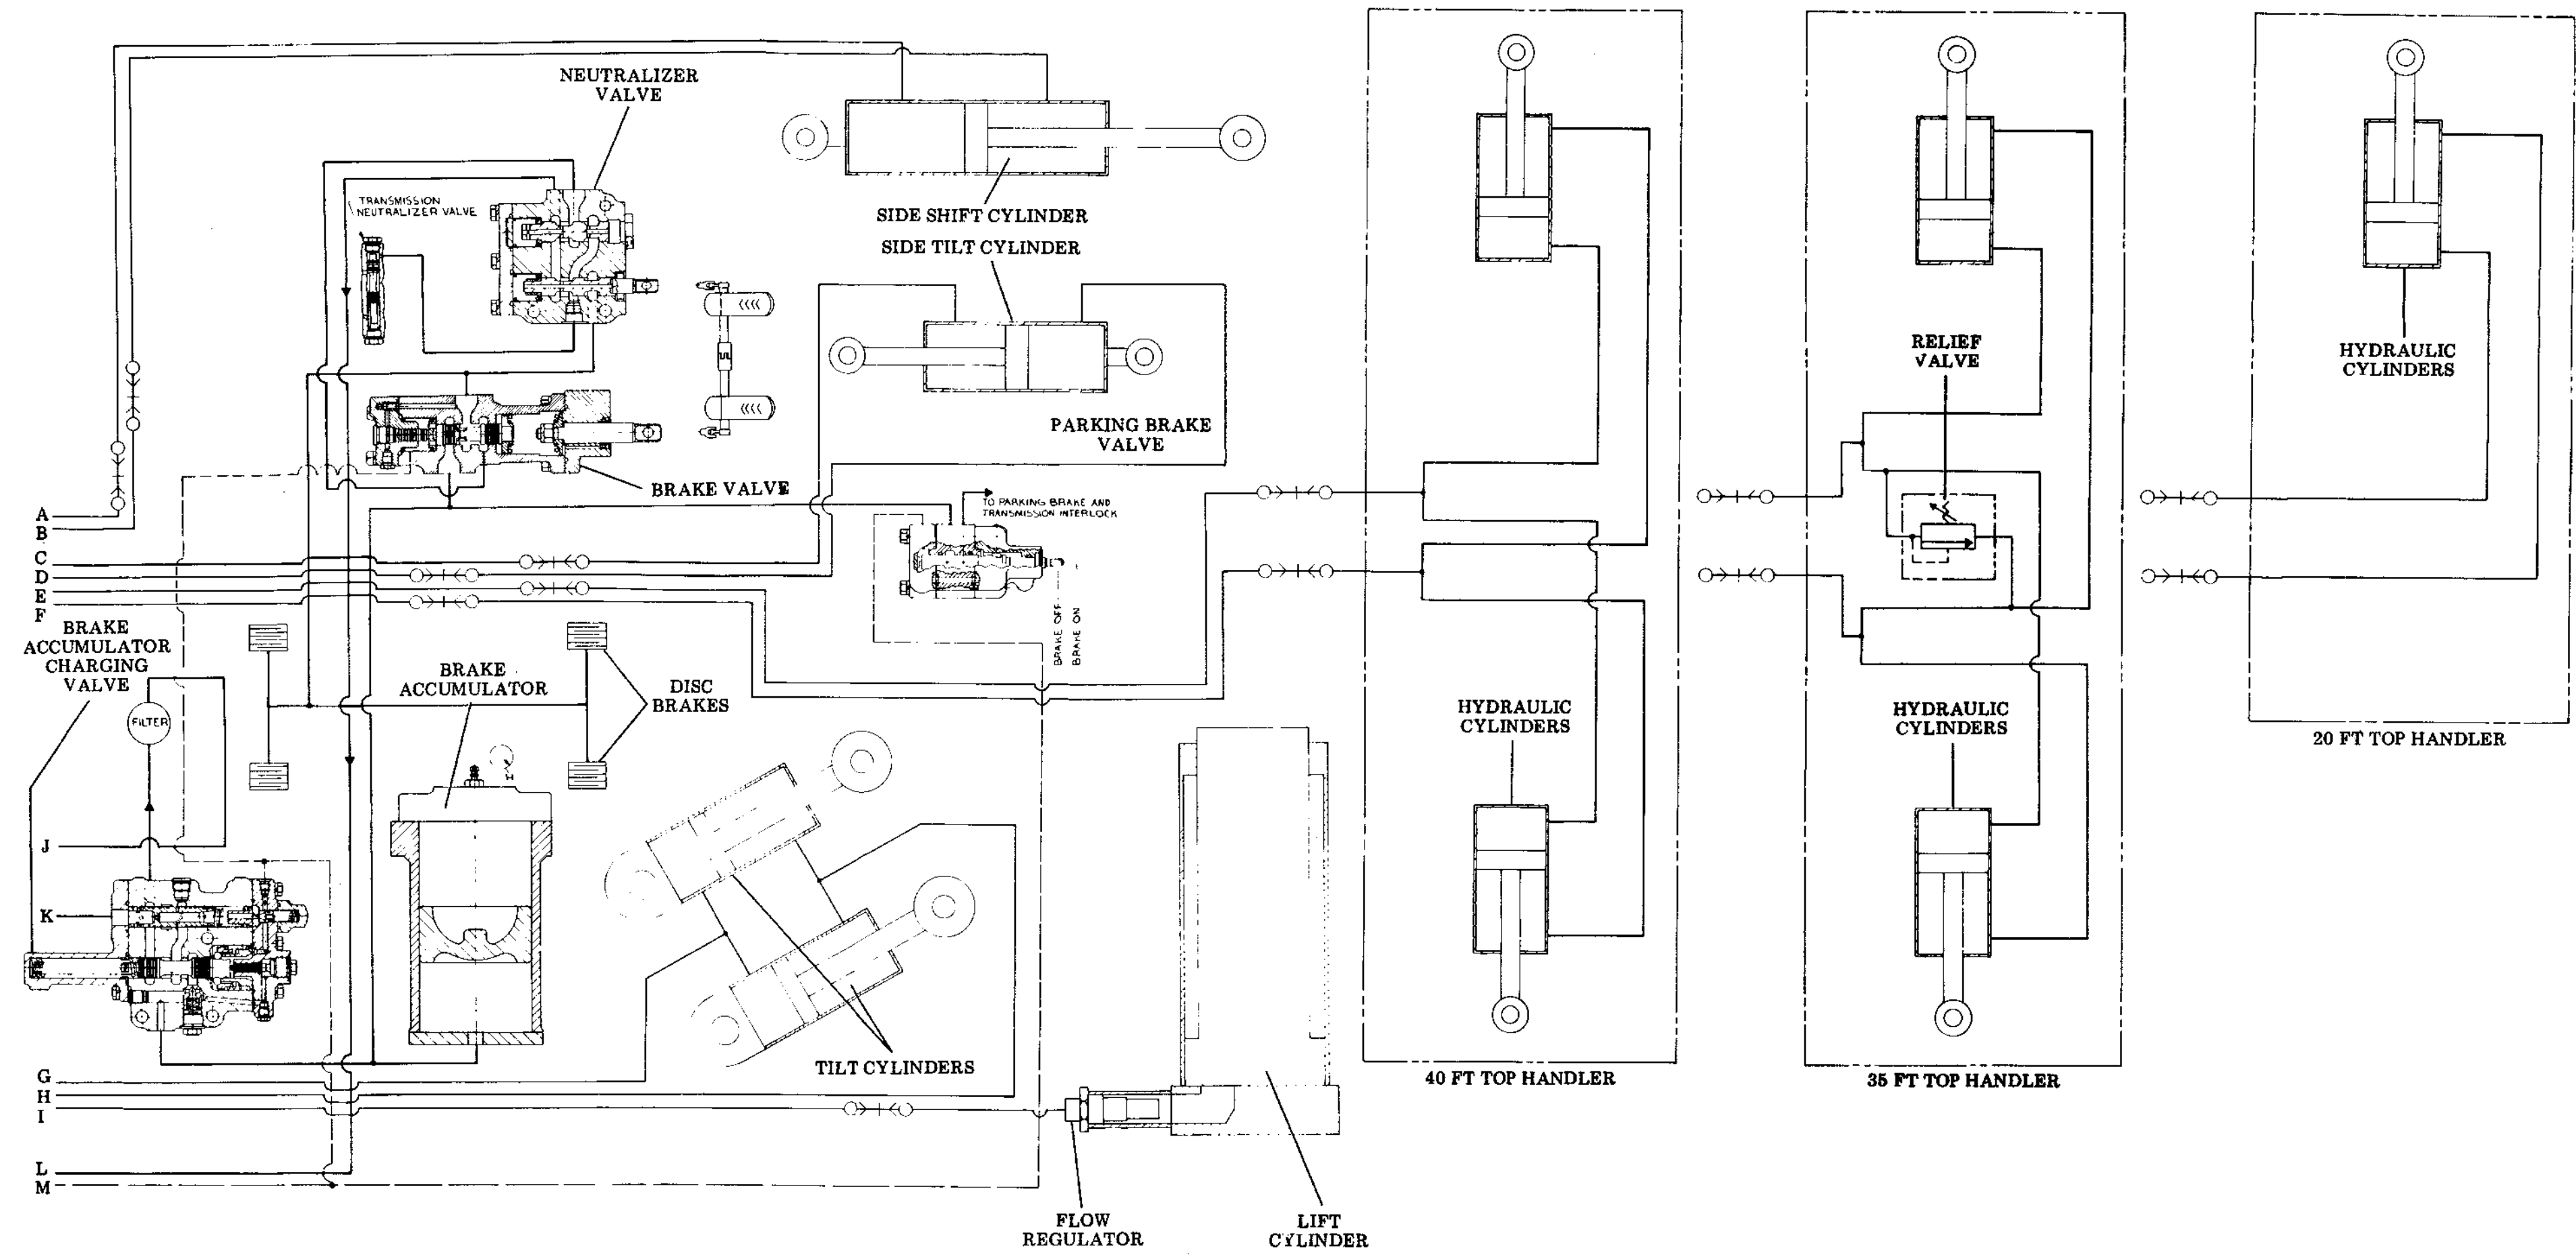 NEUTRALIZER
VALVE
TRANSMISSION
NEUTRALIZER VALVE
SIDE SHIFT CYLINDER
SIDE TILT CYLINDER
PARKING BRAKE
VALVE
BRAKE VALVE
TO PARKING BRAKE AND
TRANSMISSION INTERLOCK
BRAKE OFF
BRAKE ON
A
B
C
D
E
F
BRAKE
ACCUMULATOR
CHARGING
VALVE
FILTER
BRAKE
ACCUMULATOR
DISC
BRAKES
J
K
TILT CYLINDERS
G
H
I
L
M
FLOW
REGULATOR
LIFT
CYLINDER
HYDRAULIC
CYLINDERS
40 FT TOP HANDLER
RELIEF
VALVE
HYDRAULIC
CYLINDERS
35 FT TOP HANDLER
HYDRAULIC
CYLINDERS
20 FT TOP HANDLER